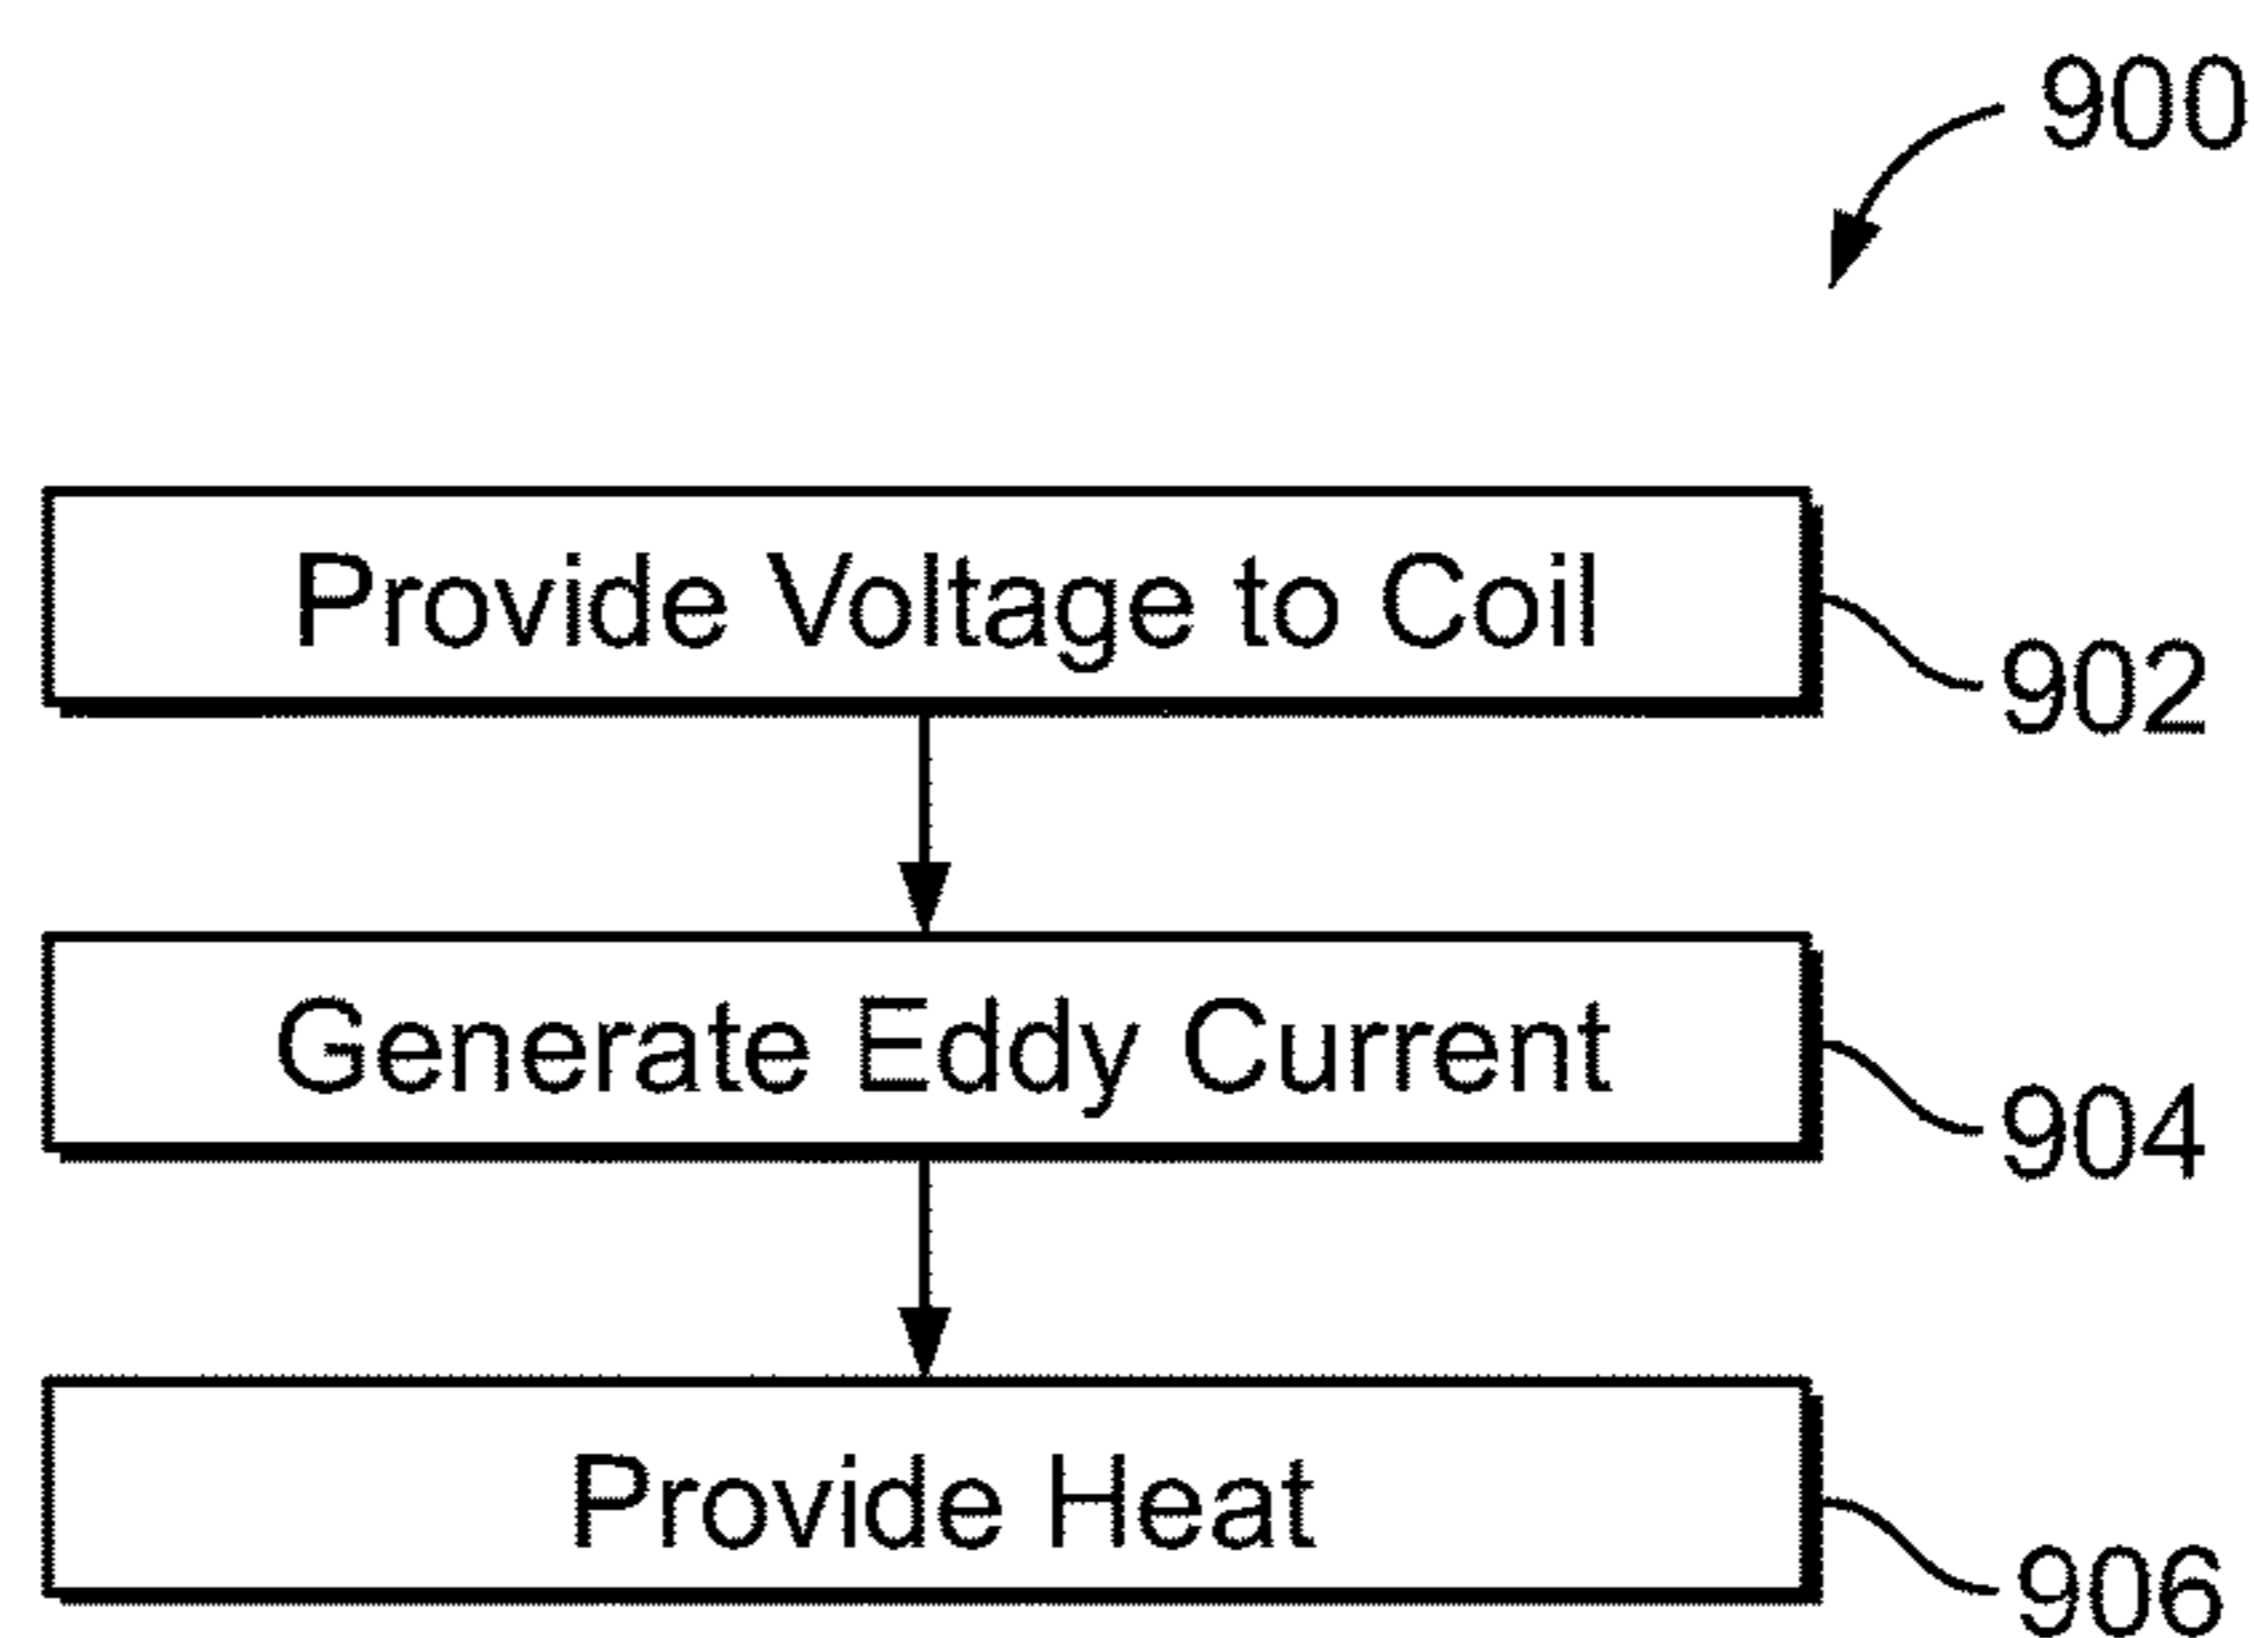 900
Provide Voltage to Coil
902
Generate Eddy Current
904
Provide Heat
906